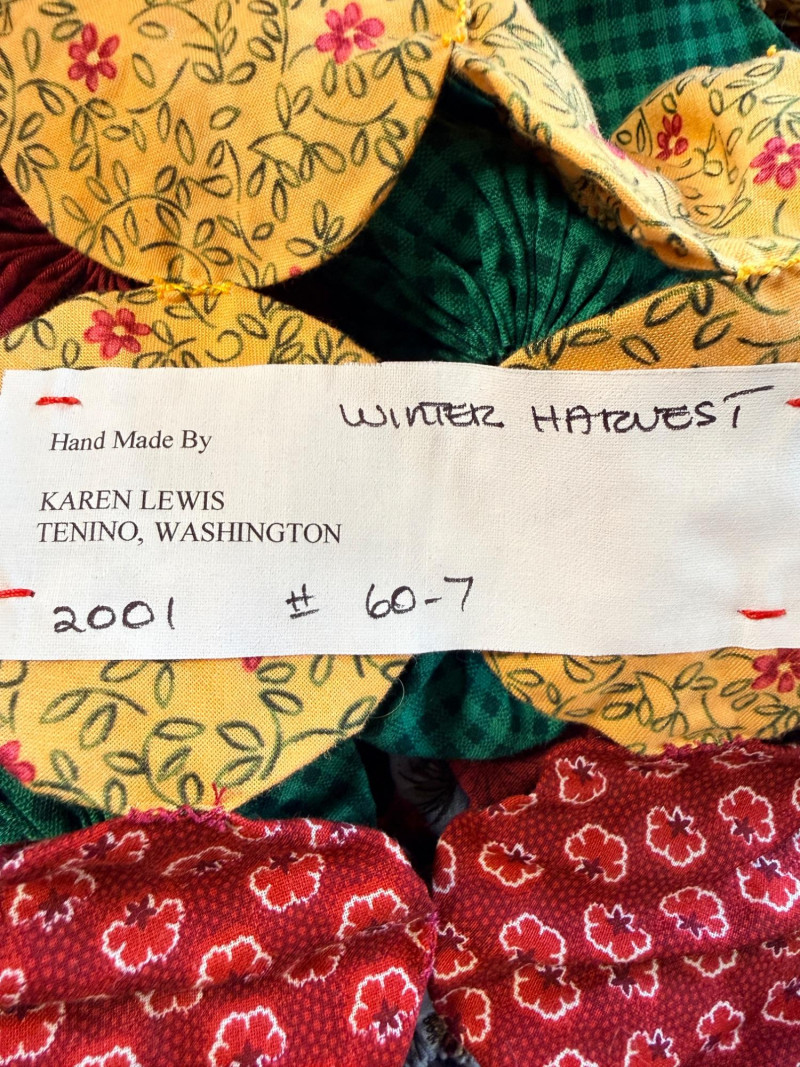 WINTER HARVEST
Hand Made By
KAREN LEWIS
TENINO, WASHINGTON
2001 # 60-7